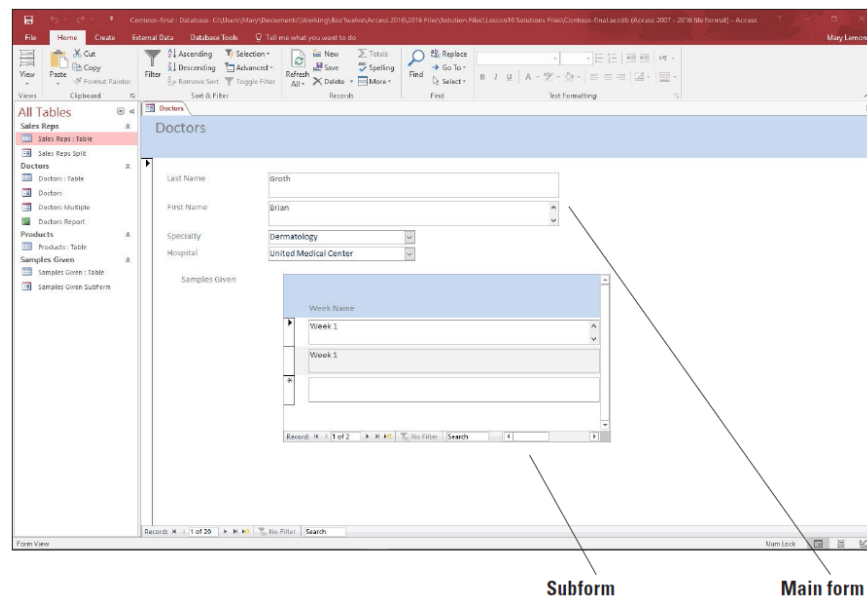 Contoso-final : Database- C:\Users\Mary\Documents\Working\BoxTwelve\Access 2016\2016 Files\Solution Files\Lesson10 Solutions Files\Contoso-final.accdb (Access 2007 - 2016 file format) - Access
File Home Create External Data Database Tools Tell me what you want to do
View
Views
Paste
Cut
Copy
Format Painter
Clipboard
Filter
Ascending
Descending
Remove Sort
Selection
Advanced
Toggle Filter
Sort & Filter
Refresh
All
New
Save
Delete
Totals
Spelling
More
Records
Find
Replace
Go To
Select
Find
B I U A
Text Formatting
All Tables
Sales Reps
Sales Reps : Table
Sales Reps Split
Doctors
Doctors : Table
Doctors
Doctors Multiple
Doctors Report
Products
Products : Table
Samples Given
Samples Given : Table
Samples Given Subform
Doctors
Doctors
Last Name Groth
First Name Brian
Specialty Dermatology
Hospital United Medical Center
Samples Given
Week Name
Week 1
Week 1
Record: 1 of 2 No Filter Search
Record: 1 of 20 No Filter Search
Form View Num Lock
Subform Main form